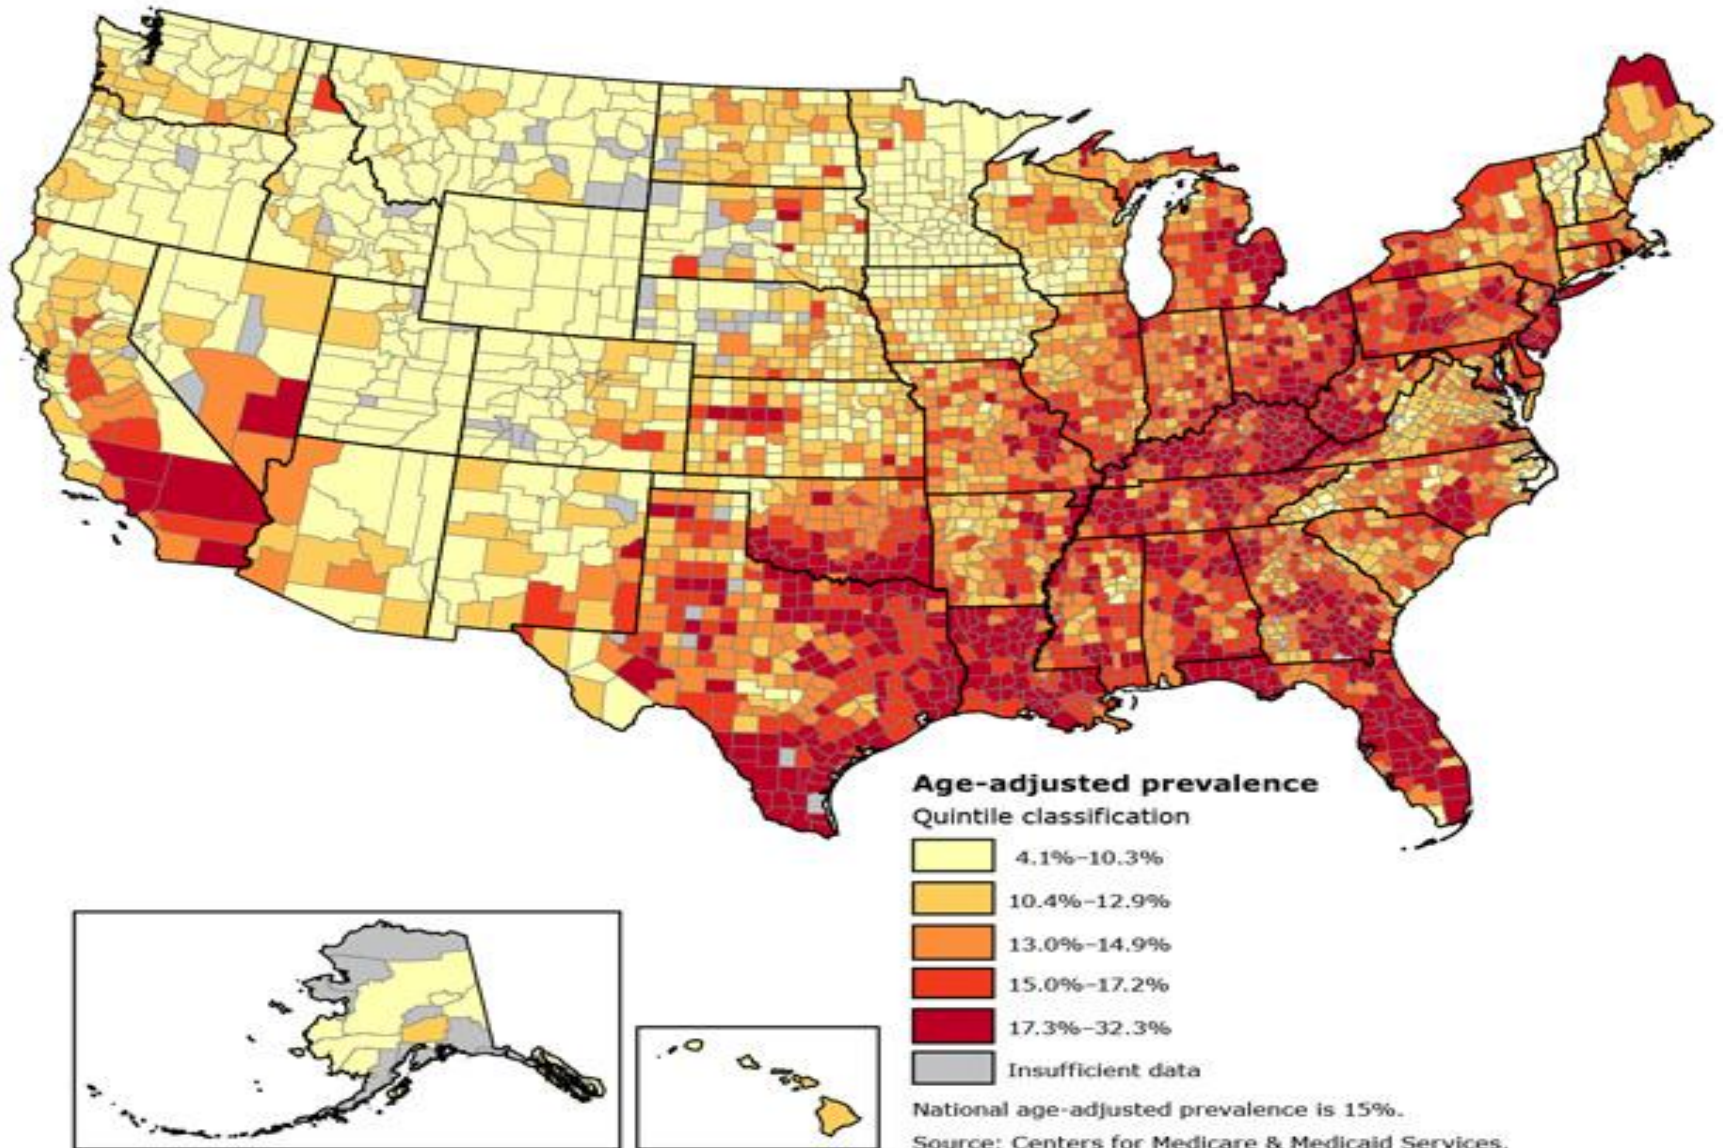 Age-adjusted prevalence
Quintile classification
4.1%–10.3%
10.4%–12.9%
13.0%–14.9%
15.0%–17.2%
17.3%–32.3%
Insufficient data
National age-adjusted prevalence is 15%.
Source: Centers for Medicare & Medicaid Services.